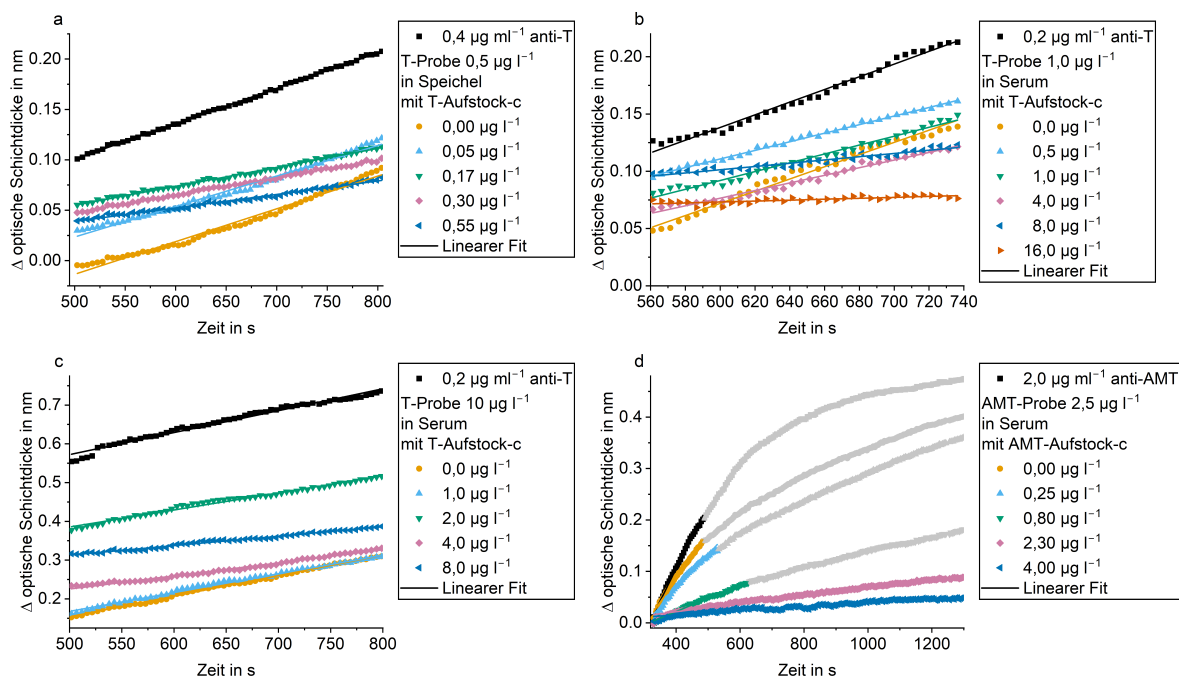 a
0.20
0.15
0.10
0.05
0.00
Δ optische Schichtdicke in nm
500 550 600 650 700 750 800
Zeit in s
0,4 µg ml⁻¹ anti-T
T-Probe 0,5 µg l⁻¹
in Speichel
mit T-Aufstock-c
0,00 µg l⁻¹
0,05 µg l⁻¹
0,17 µg l⁻¹
0,30 µg l⁻¹
0,55 µg l⁻¹
Linearer Fit
b
0.20
0.15
0.10
0.05
0.00
Δ optische Schichtdicke in nm
560 580 600 620 640 660 680 700 720 740
Zeit in s
0,2 µg ml⁻¹ anti-T
T-Probe 1,0 µg l⁻¹
in Serum
mit T-Aufstock-c
0,0 µg l⁻¹
0,5 µg l⁻¹
1,0 µg l⁻¹
4,0 µg l⁻¹
8,0 µg l⁻¹
16,0 µg l⁻¹
Linearer Fit
c
0.7
0.6
0.5
0.4
0.3
0.2
Δ optische Schichtdicke in nm
500 550 600 650 700 750 800
Zeit in s
0,2 µg ml⁻¹ anti-T
T-Probe 10 µg l⁻¹
in Serum
mit T-Aufstock-c
0,0 µg l⁻¹
1,0 µg l⁻¹
2,0 µg l⁻¹
4,0 µg l⁻¹
8,0 µg l⁻¹
Linearer Fit
d
0.4
0.3
0.2
0.1
0.0
Δ optische Schichtdicke in nm
400 600 800 1000 1200
Zeit in s
2,0 µg ml⁻¹ anti-AMT
AMT-Probe 2,5 µg l⁻¹
in Serum
mit AMT-Aufstock-c
0,00 µg l⁻¹
0,25 µg l⁻¹
0,80 µg l⁻¹
2,30 µg l⁻¹
4,00 µg l⁻¹
Linearer Fit